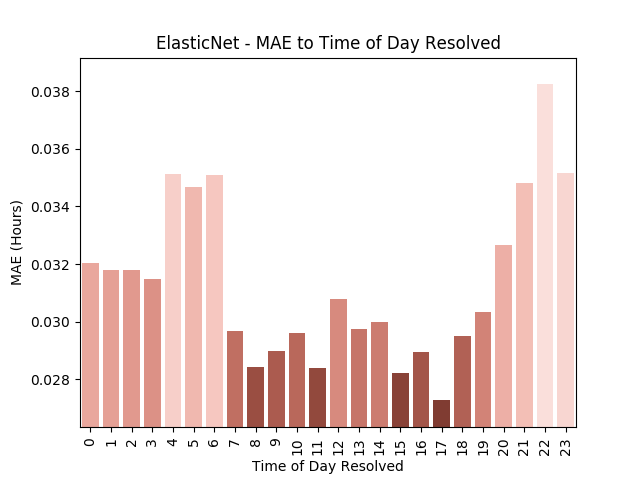 ElasticNet - MAE to Time of Day Resolved
0.038
0.036
0.034
0.032
0.030
0.028
MAE (Hours)
0 1 2 3 4 5 6 7 8 9 10 11 12 13 14 15 16 17 18 19 20 21 22 23
Time of Day Resolved